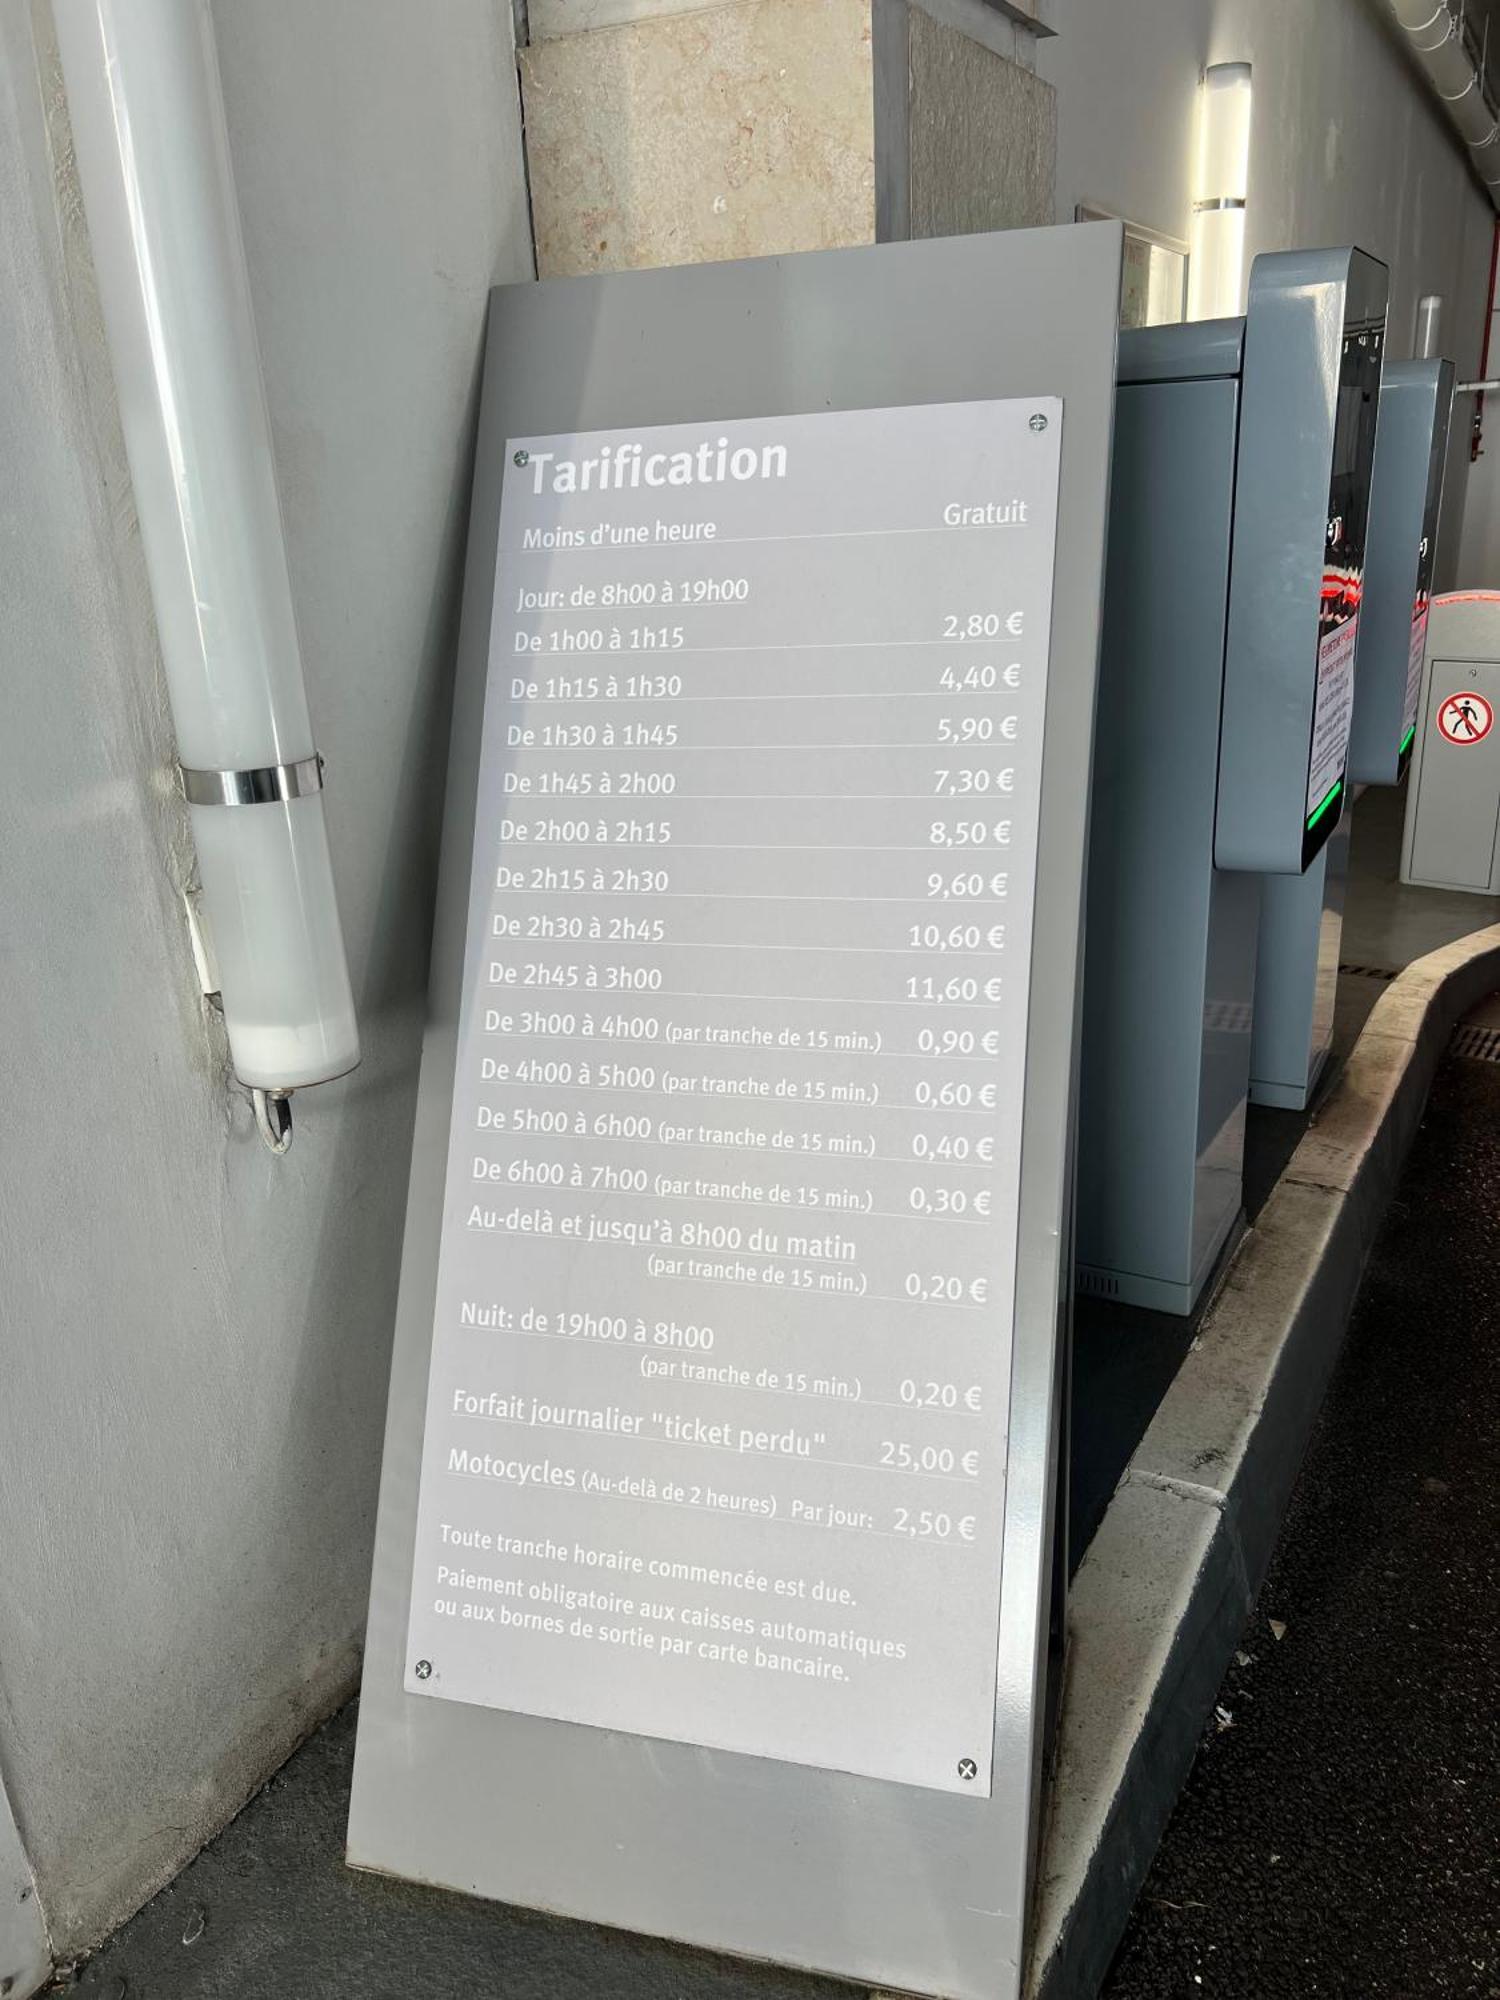 Tarification
Moins d'une heure Gratuit
Jour: de 8h00 à 19h00
De 1h00 à 1h15 2,80 €
De 1h15 à 1h30 4,40 €
De 1h30 à 1h45 5,90 €
De 1h45 à 2h00 7,30 €
De 2h00 à 2h15 8,50 €
De 2h15 à 2h30 9,60 €
De 2h30 à 2h45 10,60 €
De 2h45 à 3h00 11,60 €
De 3h00 à 4h00 (par tranche de 15 min.) 0,90 €
De 4h00 à 5h00 (par tranche de 15 min.) 0,60 €
De 5h00 à 6h00 (par tranche de 15 min.) 0,40 €
De 6h00 à 7h00 (par tranche de 15 min.) 0,30 €
Au-delà et jusqu'à 8h00 du matin
(par tranche de 15 min.) 0,20 €
Nuit: de 19h00 à 8h00
(par tranche de 15 min.) 0,20 €
Forfait journalier "ticket perdu" 25,00 €
Motocycles (Au-delà de 2 heures) Par jour: 2,50 €
Toute tranche horaire commencée est due.
Paiement obligatoire aux caisses automatiques
ou aux bornes de sortie par carte bancaire.